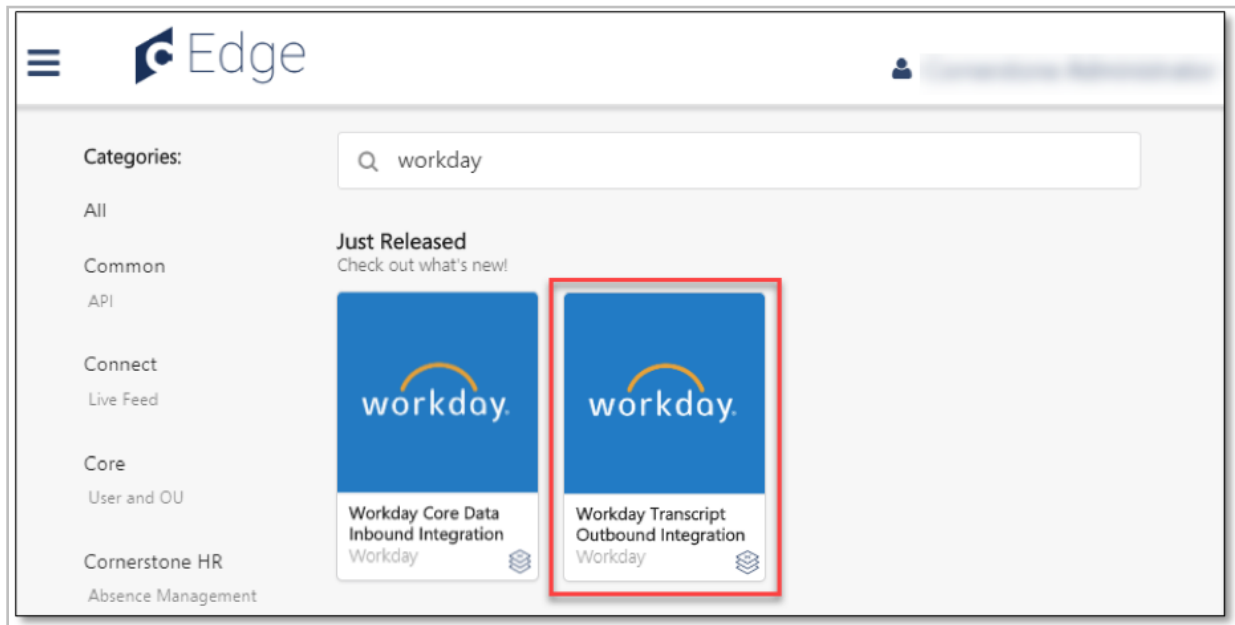 Edge
Categories:
workday
All
Common
API
Connect
Live Feed
Core
User and OU
Cornerstone HR
Absence Management
Just Released
Check out what's new!
workday.
Workday Core Data
Inbound Integration
Workday
workday.
Workday Transcript
Outbound Integration
Workday